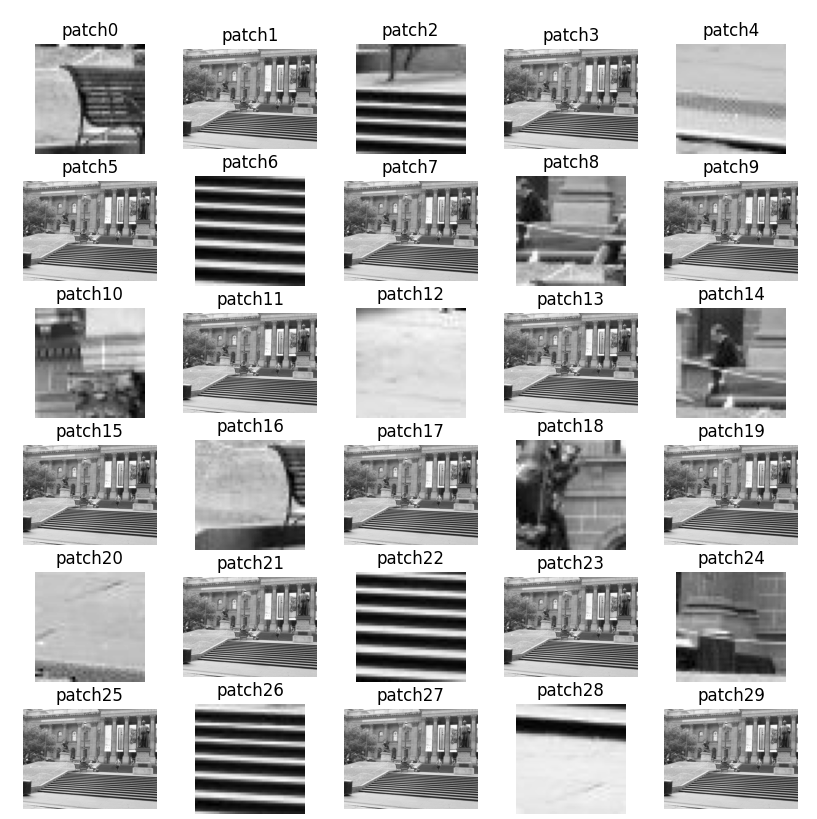 patch0 patch1 patch2 patch3 patch4
patch5 patch6 patch7 patch8 patch9
patch10 patch11 patch12 patch13 patch14
patch15 patch16 patch17 patch18 patch19
patch20 patch21 patch22 patch23 patch24
patch25 patch26 patch27 patch28 patch29